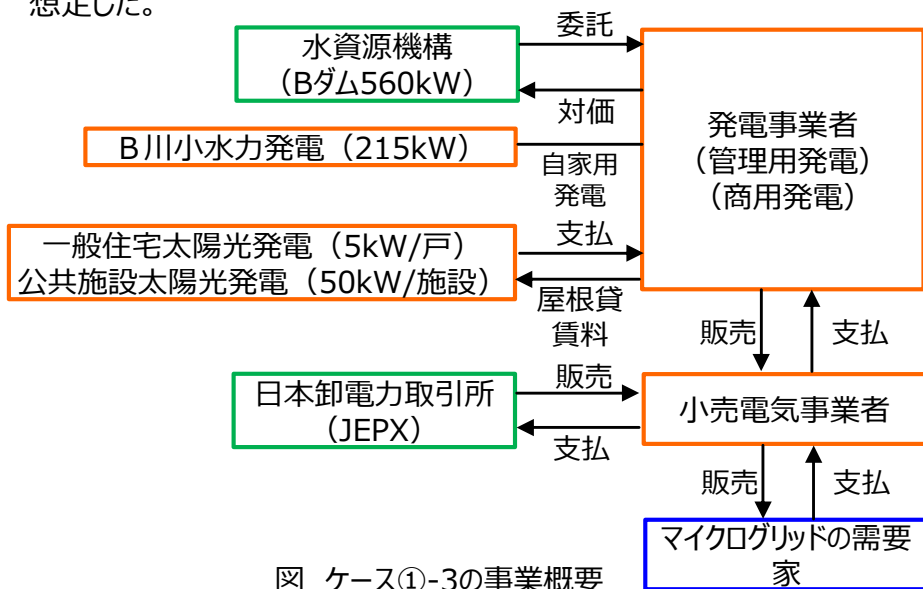 想定した。
委託
水資源機構
（Bダム560kW）
対価
発電事業者
（管理用発電）
（商用発電）
B川小水力発電（215kW）
自家用
発電
支払
一般住宅太陽光発電（5kW/戸）
公共施設太陽光発電（50kW/施設）
屋根貸
賃料
販売
支払
日本卸電力取引所
（JEPX）
販売
支払
小売電気事業者
販売
支払
マイクログリッドの需要
家
図 ケース①-3の事業概要